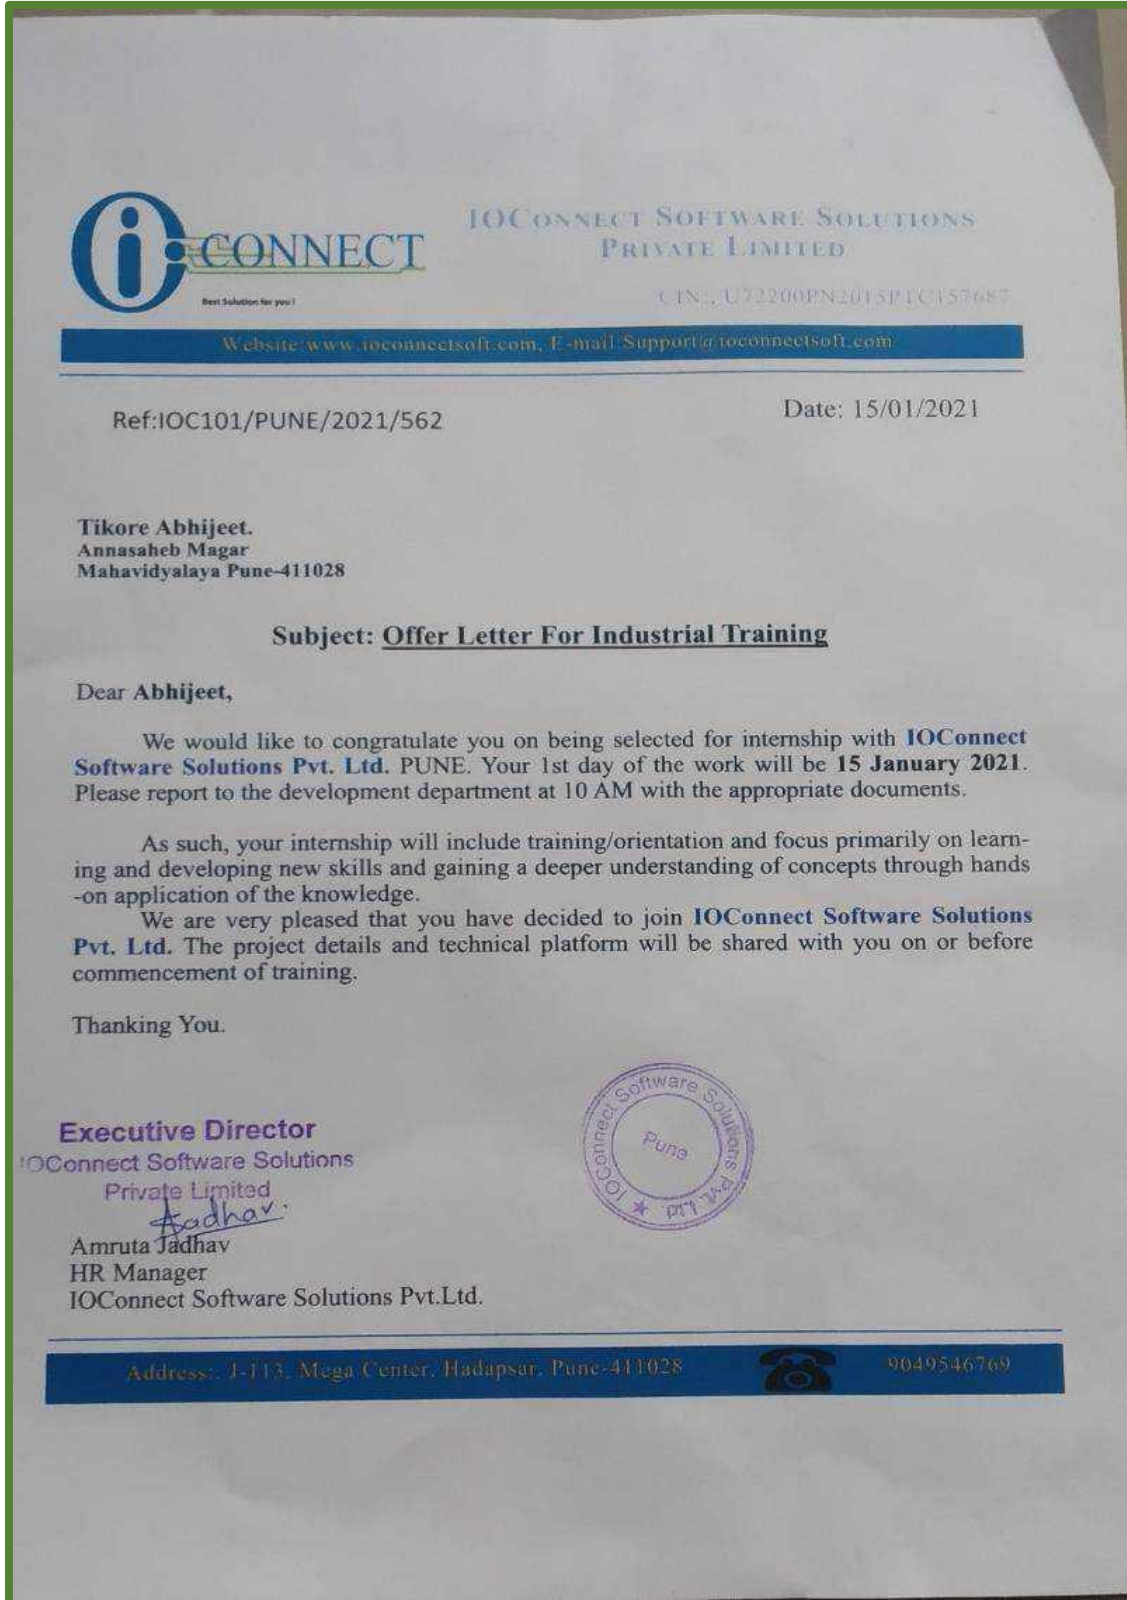 i CONNECT
Best Solution for you !
IOCONNECT SOFTWARE SOLUTIONS
PRIVATE LIMITED
CIN:, U72200PN2015PTC157687
Website:www.ioconnectsoft.com, E-mail:Support@ioconnectsoft.com
Ref:IOC101/PUNE/2021/562
Date: 15/01/2021
Tikore Abhijeet.
Annasaheb Magar
Mahavidyalaya Pune-411028
Subject: Offer Letter For Industrial Training
Dear Abhijeet,
We would like to congratulate you on being selected for internship with IOConnect
Software Solutions Pvt. Ltd. PUNE. Your 1st day of the work will be 15 January 2021.
Please report to the development department at 10 AM with the appropriate documents.
As such, your internship will include training/orientation and focus primarily on learn-
ing and developing new skills and gaining a deeper understanding of concepts through hands
-on application of the knowledge.
We are very pleased that you have decided to join IOConnect Software Solutions
Pvt. Ltd. The project details and technical platform will be shared with you on or before
commencement of training.
Thanking You.
Executive Director
IOConnect Software Solutions
Private Limited
Jadhav.
Amruta Jadhav
HR Manager
IOConnect Software Solutions Pvt.Ltd.
IOConnect Software Solutions Pvt. Ltd.
Pune
Address:, J-113, Mega Center, Hadapsar, Pune-411028
9049546769